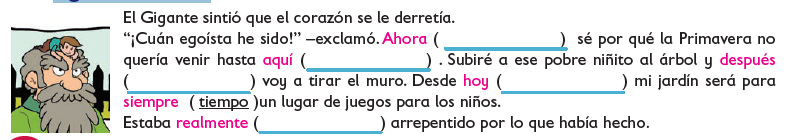 El Gigante sintió que el corazón se le derretía.
“¡Cuán egoísta he sido!” –exclamó. Ahora ( ____________ ) sé por qué la Primavera no
quería venir hasta aquí ( ____________ ) . Subiré a ese pobre niñito al árbol y después
( ____________ ) voy a tirar el muro. Desde hoy ( ____________ ) mi jardín será para
siempre ( tiempo )un lugar de juegos para los niños.
Estaba realmente ( ____________ ) arrepentido por lo que había hecho.